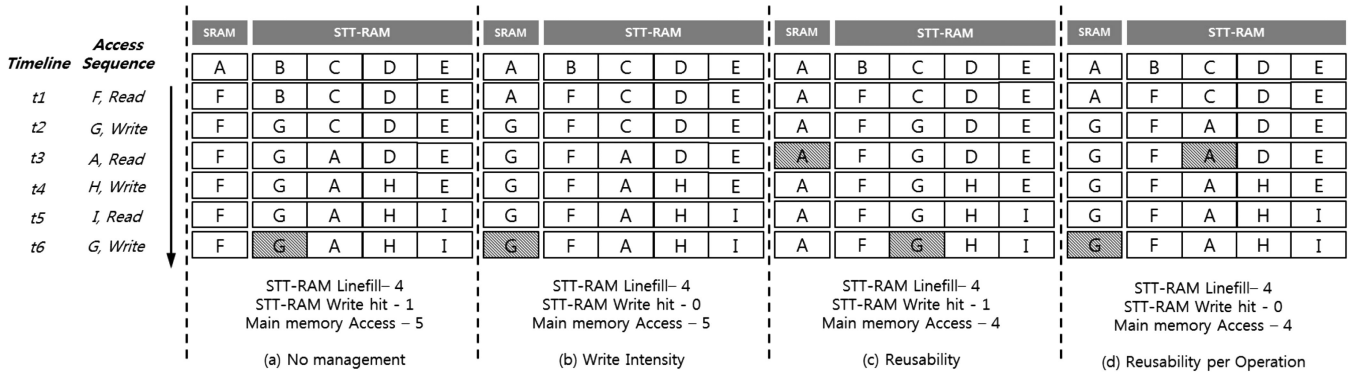 SRAM STT-RAM SRAM STT-RAM SRAM STT-RAM SRAM STT-RAM
Access
Timeline Sequence A B C D E A B C D E A B C D E A B C D E
t1 F, Read F B C D E A F C D E A F C D E A F C D E
t2 G, Write F G C D E G F C D E A F G D E G F A D E
t3 A, Read F G A D E G F A D E A F G D E G F A D E
t4 H, Write F G A H E G F A H E A F G H E G F A H E
t5 I, Read F G A H I G F A H I A F G H I G F A H I
t6 G, Write F G A H I G F A H I A F G H I G F A H I
STT-RAM Linefill– 4 STT-RAM Linefill– 4 STT-RAM Linefill– 4 STT-RAM Linefill– 4
STT-RAM Write hit - 1 STT-RAM Write hit - 0 STT-RAM Write hit - 1 STT-RAM Write hit - 0
Main memory Access – 5 Main memory Access – 5 Main memory Access – 4 Main memory Access – 4
(a) No management (b) Write Intensity (c) Reusability (d) Reusability per Operation